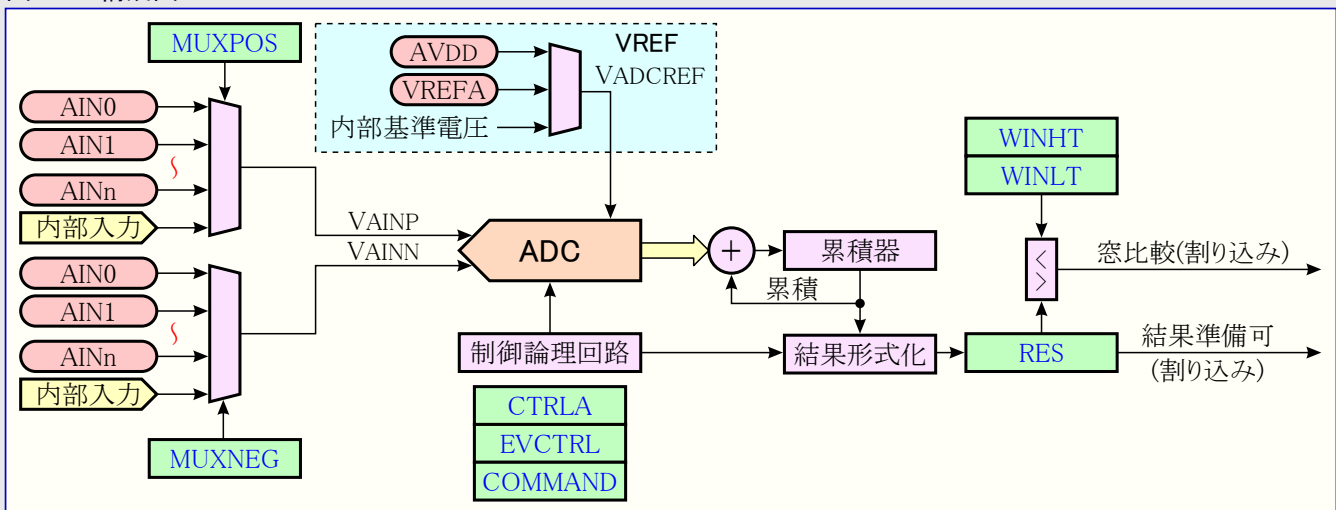 MUXPOS
AIN0
AIN1
AINn
内部入力
AVDD
VREFA
内部基準電圧
VREF
VADCREF
VAINP
VAINN
AIN0
AIN1
AINn
内部入力
MUXNEG
ADC
+
累積器
累積
制御論理回路
結果形式化
CTRLA
EVCTRL
COMMAND
WINHT
WINLT
< >
RES
窓比較(割り込み)
結果準備可
(割り込み)